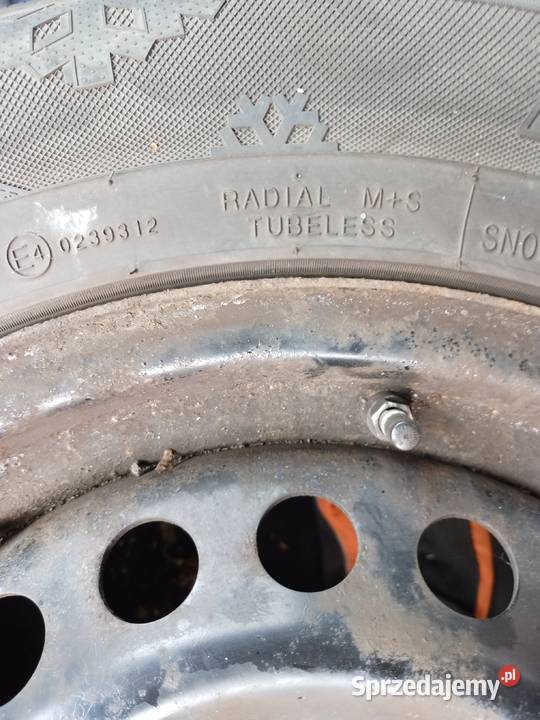 RADIAL M+S
TUBELESS
E4 0239312
SNO
Sprzedajemy.pl